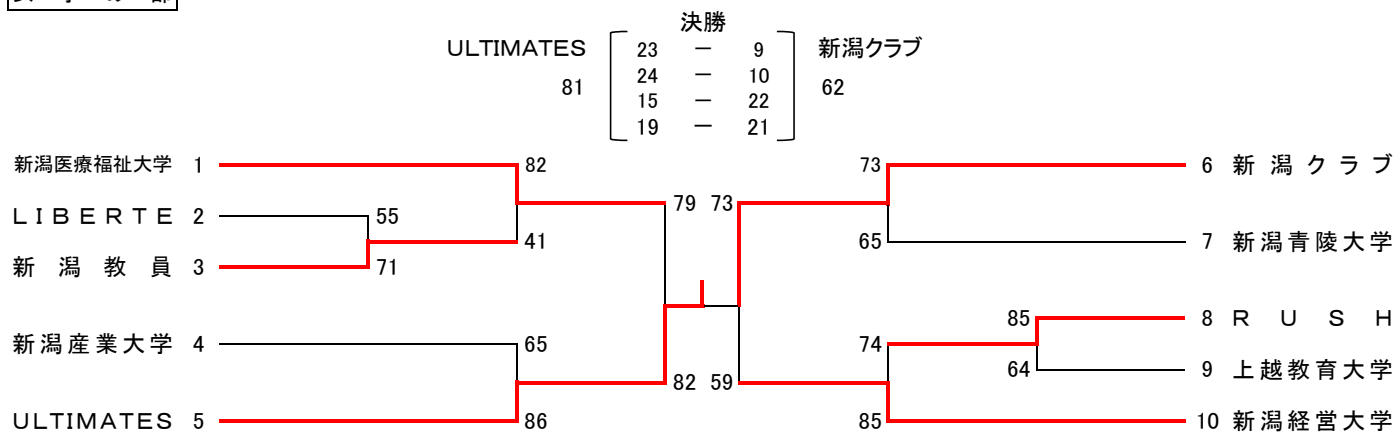 決勝
ULTIMATES 23 － 9 新潟クラブ
24 － 10
81 62
15 － 22
19 － 21
新潟医療福祉大学 1 82 73 6 新潟クラブ
79 73
LIBERTE 2 55
41 65 7 新潟青陵大学
新潟教員 3 71
85 8 RUSH
新潟産業大学 4 65 74
64 9 上越教育大学
82 59
ULTIMATES 5 86 85 10 新潟経営大学